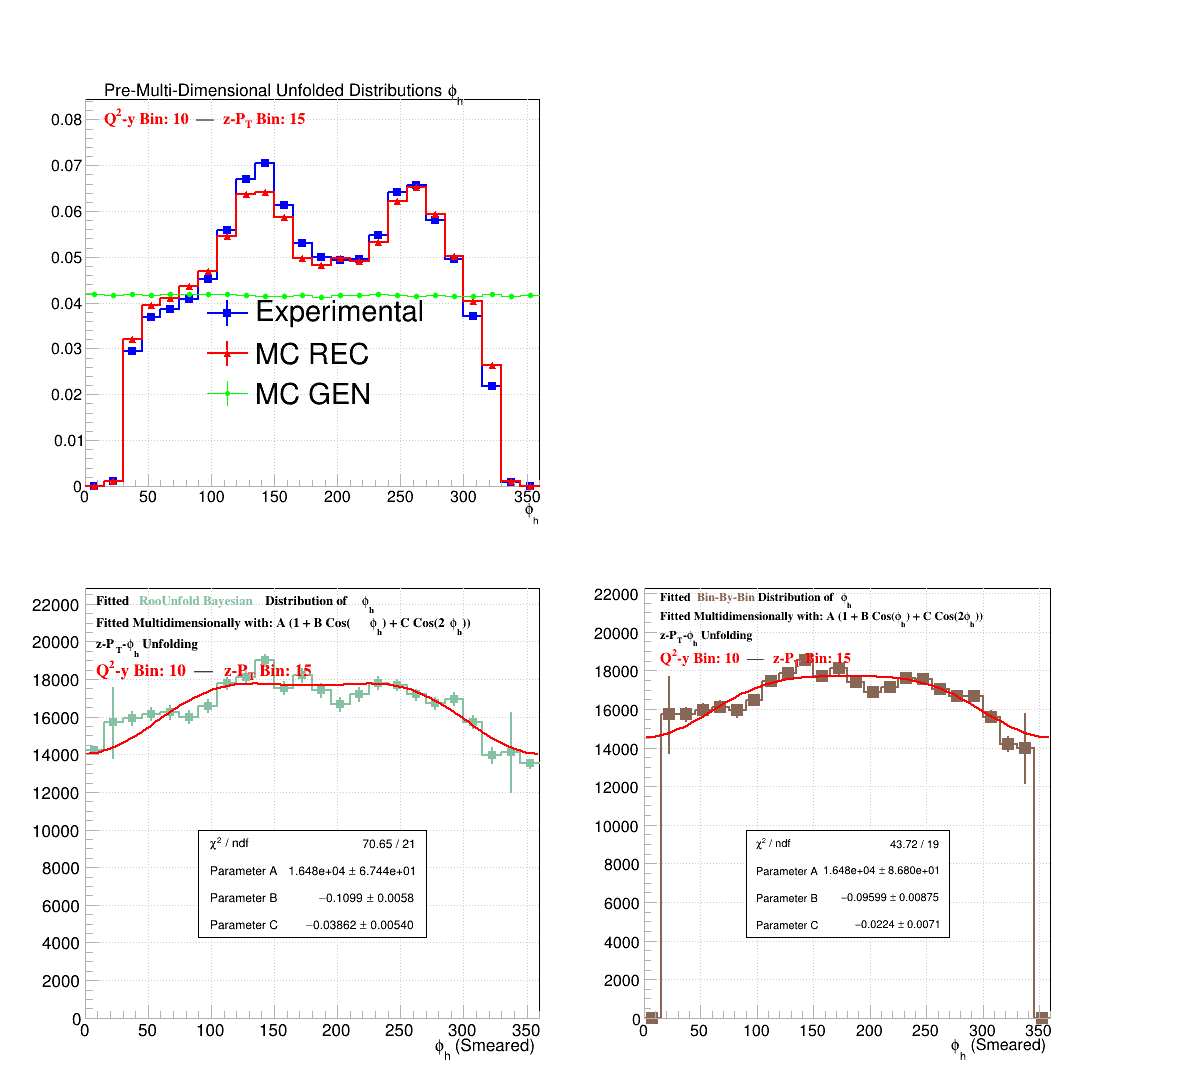 Pre-Multi-Dimensional Unfolded Distributions ϕh
Q²-y Bin: 10 — z-PT Bin: 15
0.08
0.07
0.06
0.05
0.04
0.03
0.02
0.01
0
Experimental
MC REC
MC GEN
0 50 100 150 200 250 300 350
ϕh
Fitted RooUnfold Bayesian Distribution of ϕh
Fitted Multidimensionally with: A (1 + B Cos(ϕh) + C Cos(2 ϕh))
z-PT-ϕh Unfolding
Q²-y Bin: 10 — z-PT Bin: 15
22000
20000
18000
16000
14000
12000
10000
8000
6000
4000
2000
0
χ² / ndf 70.65 / 21
Parameter A 1.648e+04 ± 6.744e+01
Parameter B −0.1099 ± 0.0058
Parameter C −0.03862 ± 0.00540
0 50 100 150 200 250 300 350
ϕh (Smeared)
Fitted Bin-By-Bin Distribution of ϕh
Fitted Multidimensionally with: A (1 + B Cos(ϕh) + C Cos(2ϕh))
z-PT-ϕh Unfolding
Q²-y Bin: 10 — z-PT Bin: 15
22000
20000
18000
16000
14000
12000
10000
8000
6000
4000
2000
0
χ² / ndf 43.72 / 19
Parameter A 1.648e+04 ± 8.680e+01
Parameter B −0.09599 ± 0.00875
Parameter C −0.0224 ± 0.0071
0 50 100 150 200 250 300 350
ϕh (Smeared)